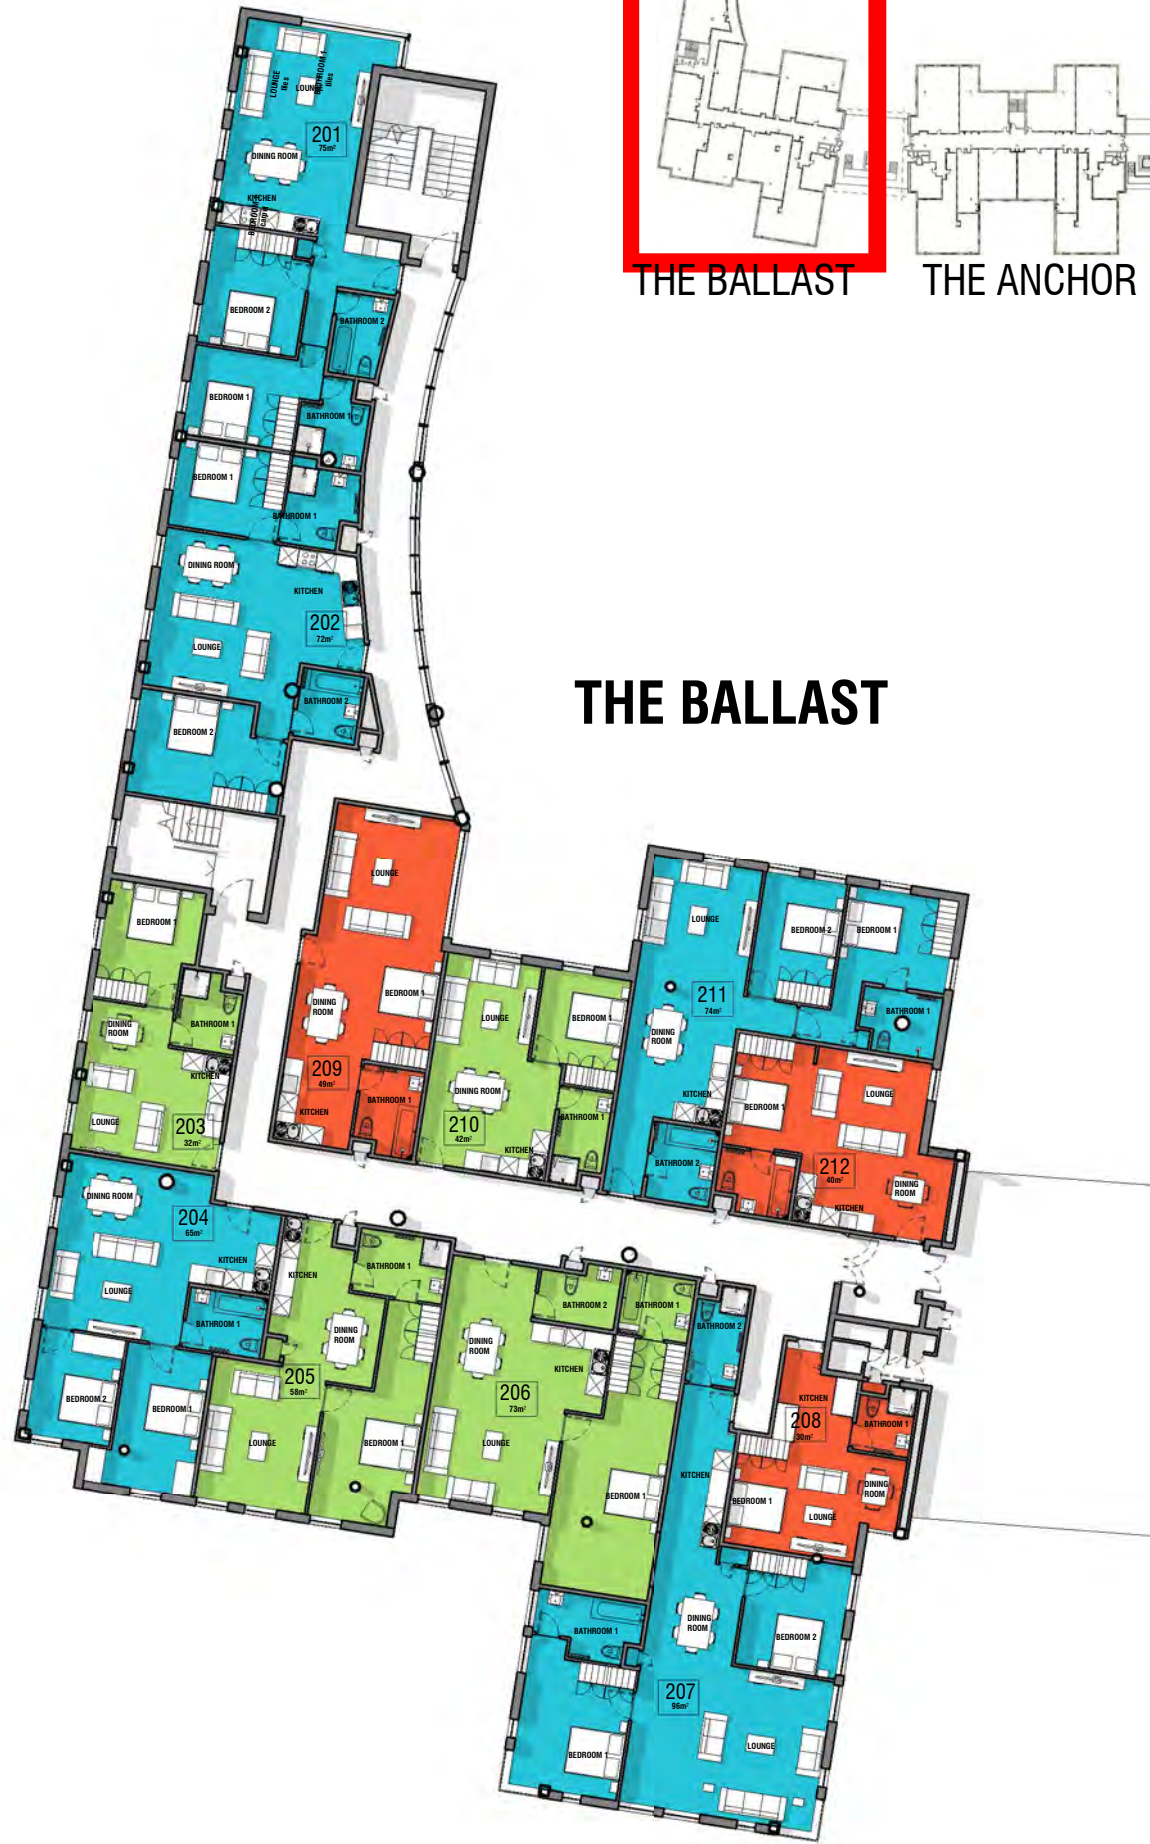 THE BALLAST
THE ANCHOR
THE BALLAST
LOUNGE
tiles
BATHROOM 1
tiles
LOUNGE
201
75m²
DINING ROOM
KITCHEN
BEDROOM 1
BEDROOM 2
BATHROOM 2
BEDROOM 1
BATHROOM 1
BEDROOM 1
BATHROOM 1
DINING ROOM
KITCHEN
202
72m²
LOUNGE
BATHROOM 2
BEDROOM 2
BEDROOM 1
BATHROOM 1
DINING
ROOM
KITCHEN
LOUNGE
203
32m²
LOUNGE
BEDROOM 1
DINING
ROOM
209
49m²
BATHROOM 1
KITCHEN
LOUNGE
BEDROOM 1
DINING ROOM
210
42m²
BATHROOM 1
KITCHEN
LOUNGE
BEDROOM 2
BEDROOM 1
211
74m²
BATHROOM 1
DINING
ROOM
KITCHEN
BATHROOM 2
BEDROOM 1
LOUNGE
212
40m²
DINING
ROOM
KITCHEN
DINING ROOM
204
65m²
KITCHEN
LOUNGE
BATHROOM 1
BEDROOM 2
BEDROOM 1
KITCHEN
BATHROOM 1
DINING
ROOM
205
58m²
LOUNGE
BEDROOM 1
BATHROOM 2
BATHROOM 1
DINING
ROOM
KITCHEN
206
73m²
LOUNGE
BEDROOM 1
BATHROOM 2
KITCHEN
DINING
ROOM
BEDROOM 2
BATHROOM 1
207
96m²
LOUNGE
BEDROOM 1
KITCHEN
208
30m²
BATHROOM 1
BEDROOM 1
DINING
ROOM
LOUNGE